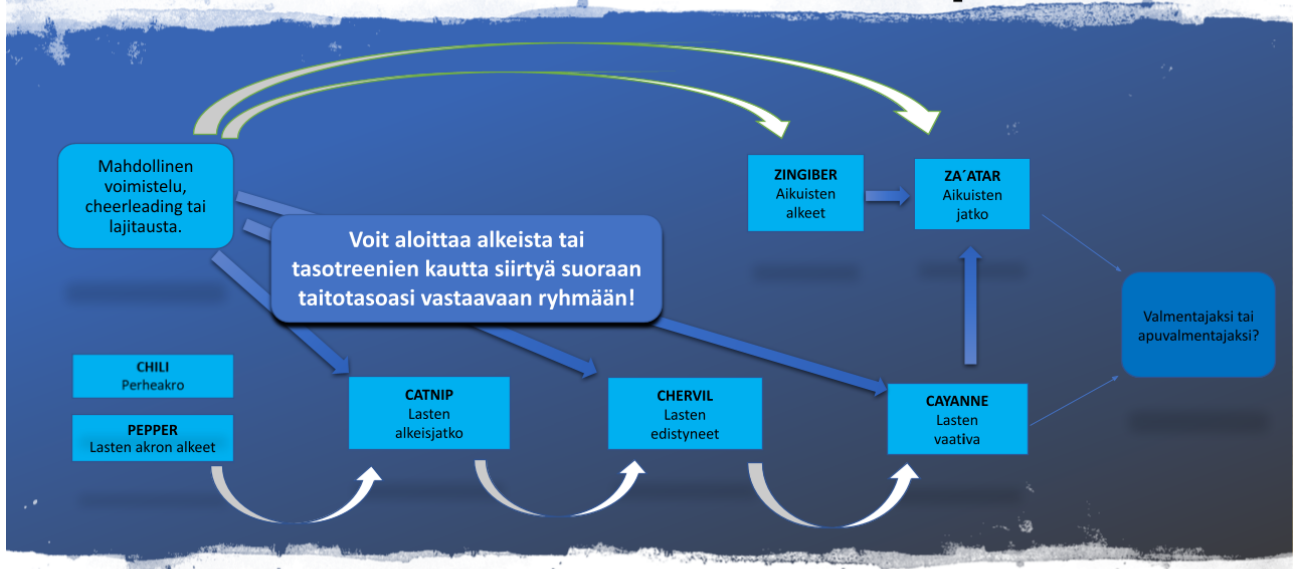 Mahdollinen
voimistelu,
cheerleading tai
lajitausta.
Voit aloittaa alkeista tai
tasotreenien kautta siirtyä suoraan
taitotasoasi vastaavaan ryhmään!
ZINGIBER
Aikuisten
alkeet
ZA´ATAR
Aikuisten
jatko
Valmentajaksi tai
apuvalmentajaksi?
CHILI
Perheakro
PEPPER
Lasten akron alkeet
CATNIP
Lasten
alkeisjatko
CHERVIL
Lasten
edistyneet
CAYANNE
Lasten
vaativa